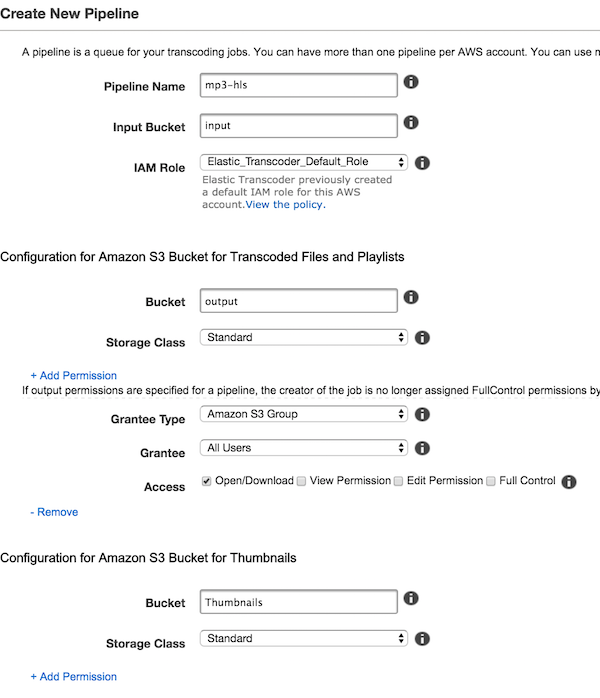 Create New Pipeline
A pipeline is a queue for your transcoding jobs. You can have more than one pipeline per AWS account. You can use
Pipeline Name mp3-hls
Input Bucket input
IAM Role Elastic_Transcoder_Default_Role
Elastic Transcoder previously created
a default IAM role for this AWS
account.View the policy.
Configuration for Amazon S3 Bucket for Transcoded Files and Playlists
Bucket output
Storage Class Standard
+ Add Permission
If output permissions are specified for a pipeline, the creator of the job is no longer assigned FullControl permissions by
Grantee Type Amazon S3 Group
Grantee All Users
Access Open/Download View Permission Edit Permission Full Control
- Remove
Configuration for Amazon S3 Bucket for Thumbnails
Bucket Thumbnails
Storage Class Standard
+ Add Permission